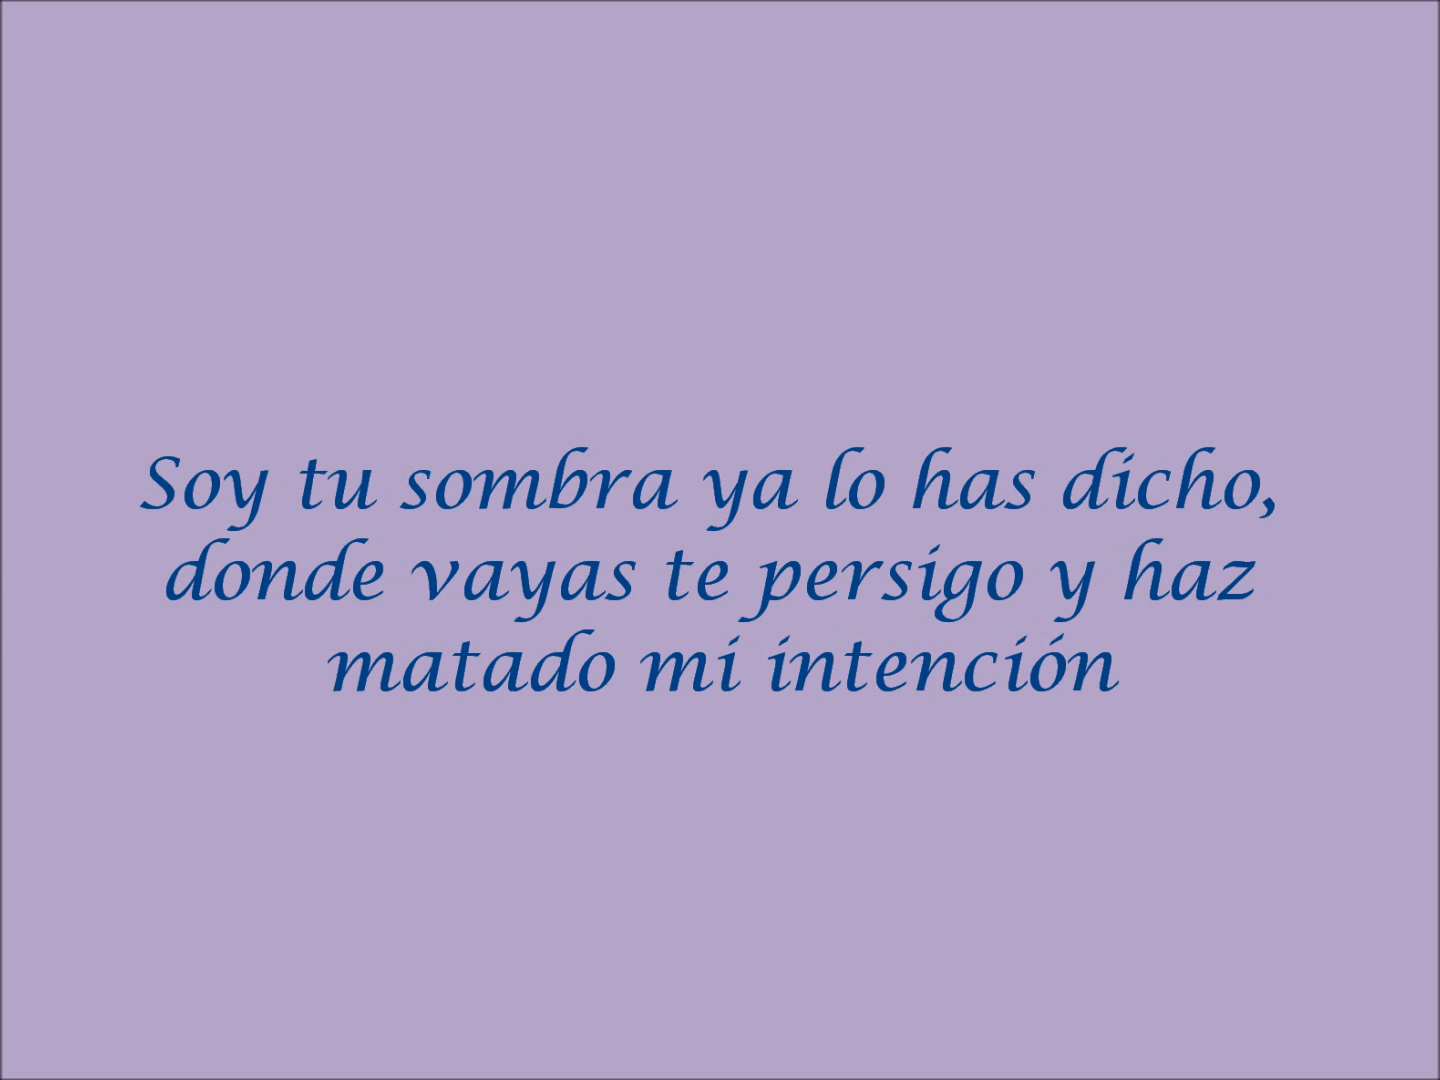 Soy tu sombra ya lo has dicho,
donde vayas te persigo y haz
matado mi intención